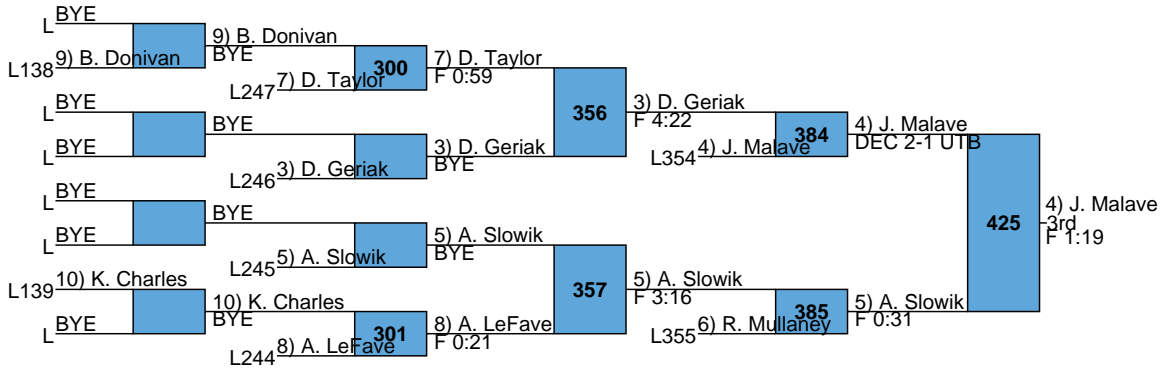 L BYE
L138 9) B. Donivan
9) B. Donivan
BYE
300
L247 7) D. Taylor
7) D. Taylor
F 0:59
L BYE
L BYE
BYE
L246 3) D. Geriak
3) D. Geriak
BYE
356
3) D. Geriak
F 4:22
L354 4) J. Malave
384
4) J. Malave
DEC 2-1 UTB
L BYE
L BYE
BYE
L245 5) A. Slowik
5) A. Slowik
BYE
L139 10) K. Charles
L BYE
10) K. Charles
BYE
301
L244 8) A. LeFave
8) A. LeFave
F 0:21
357
5) A. Slowik
F 3:16
L355 6) R. Mullaney
385
5) A. Slowik
F 0:31
425
4) J. Malave
3rd
F 1:19